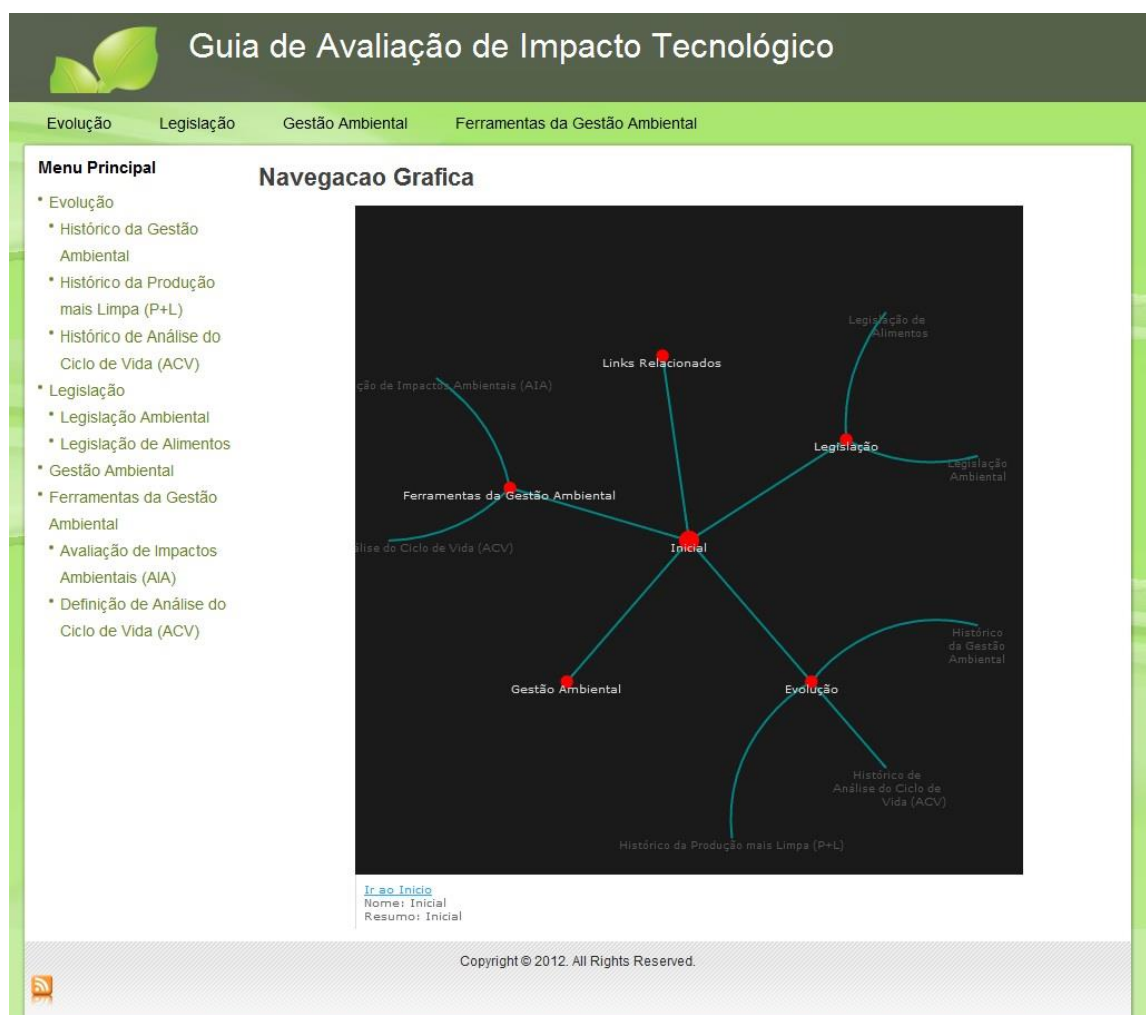 Guia de Avaliação de Impacto Tecnológico
Evolução Legislação Gestão Ambiental Ferramentas da Gestão Ambiental
Menu Principal
Evolução
Histórico da Gestão
Ambiental
Histórico da Produção
mais Limpa (P+L)
Histórico de Análise do
Ciclo de Vida (ACV)
Legislação
Legislação Ambiental
Legislação de Alimentos
Gestão Ambiental
Ferramentas da Gestão
Ambiental
Avaliação de Impactos
Ambientais (AIA)
Definição de Análise do
Ciclo de Vida (ACV)
Navegacao Grafica
Legislação de
Alimentos
Links Relacionados
ção de Impactos Ambientais (AIA)
Legislação
Legislação
Ambiental
Ferramentas da Gestão Ambiental
do Ciclo de Vida (ACV)
Inicial
Histórico
da Gestão
Ambiental
Gestão Ambiental
Evolução
Histórico de
Análise do Ciclo de
Vida (ACV)
Histórico da Produção mais Limpa (P+L)
Ir ao Inicio
Nome: Inicial
Resumo: Inicial
Copyright © 2012. All Rights Reserved.